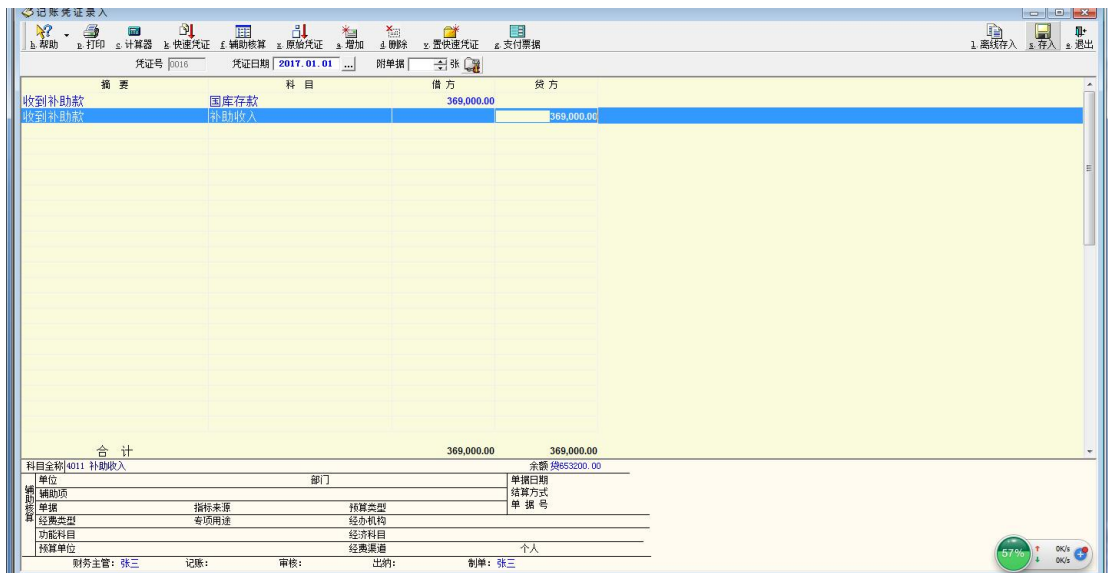 记账凭证录入
h.帮助 p.打印 c.计算器 k.快速凭证 f.辅助核算 x.原始凭证 a.增加 d.删除 v.置快速凭证 g.支付票据 l.离线存入 s.存入 e.退出
凭证号 0016 凭证日期 2017.01.01 ... 附单据 张
摘 要 科 目 借 方 贷 方
收到补助款 国库存款 369,000.00
收到补助款 补助收入 369,000.00
合 计 369,000.00 369,000.00
科目全称 4011 补助收入 余额 贷653200.00
辅助核算
单位 部门 单据日期
辅助项 结算方式
单据 指标来源 预算类型 单 据 号
经费类型 专项用途 经办机构
功能科目 经济科目
预算单位 经费渠道 个人
财务主管: 张三 记账: 审核: 出纳: 制单: 张三
57% 0K/s
0K/s